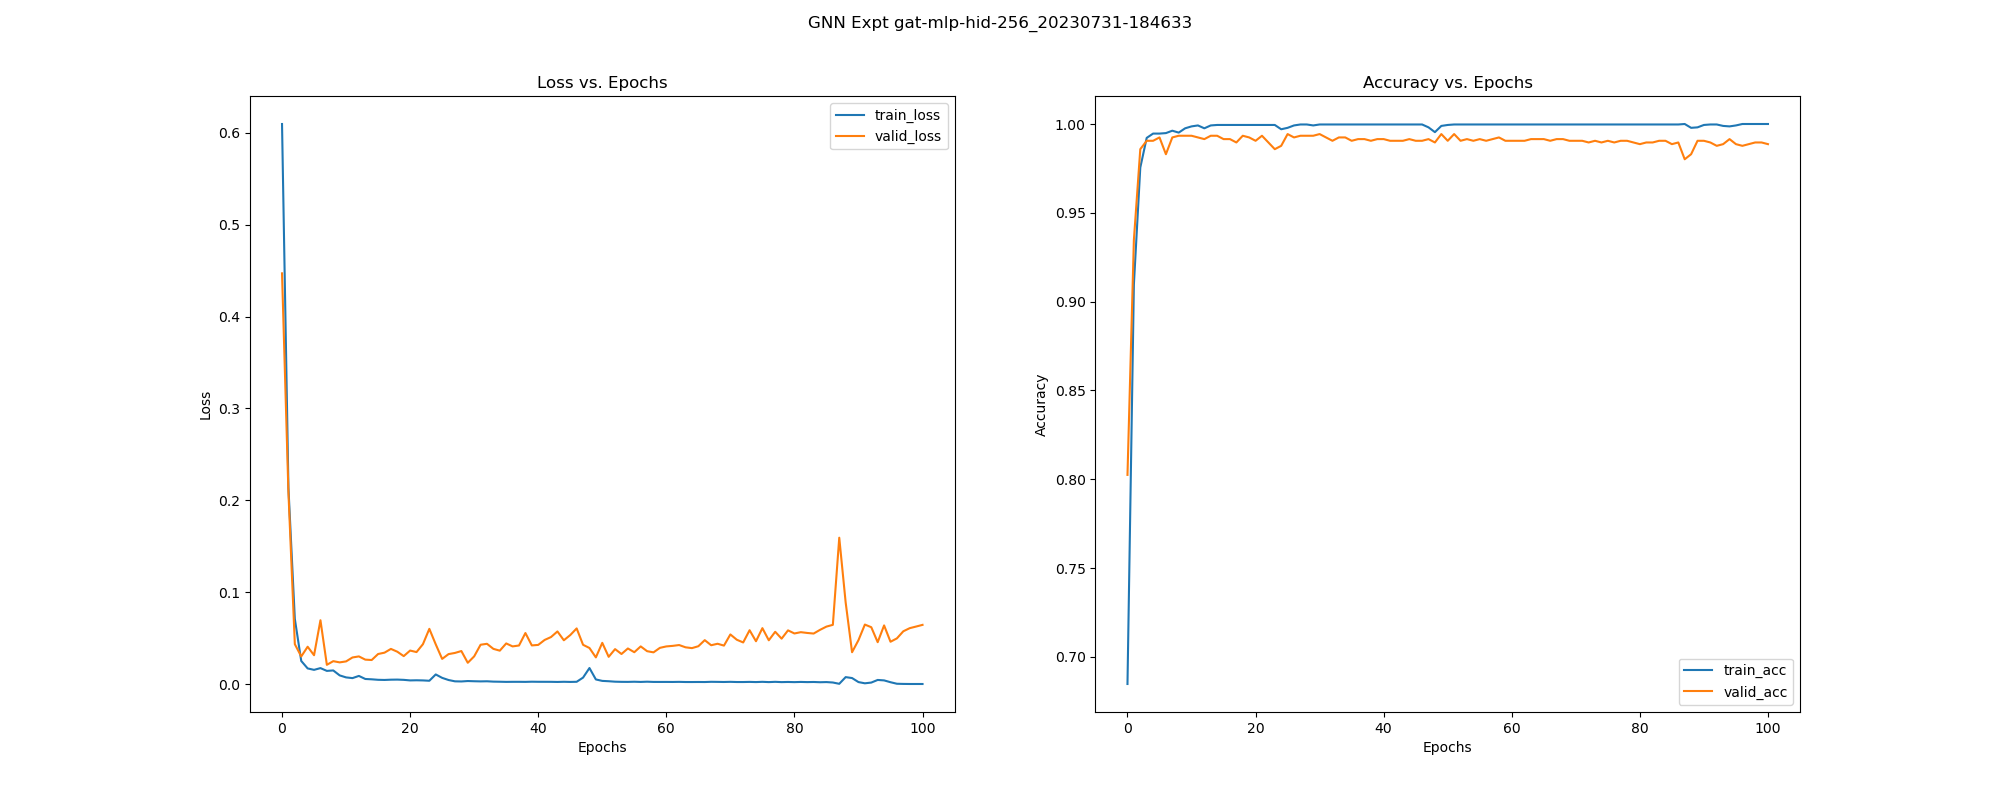 GNN Expt gat-mlp-hid-256_20230731-184633
Loss vs. Epochs
train_loss
valid_loss
0.6
0.5
0.4
0.3
0.2
0.1
0.0
Loss
0 20 40 60 80 100
Epochs
Accuracy vs. Epochs
1.00
0.95
0.90
0.85
0.80
0.75
0.70
Accuracy
train_acc
valid_acc
0 20 40 60 80 100
Epochs